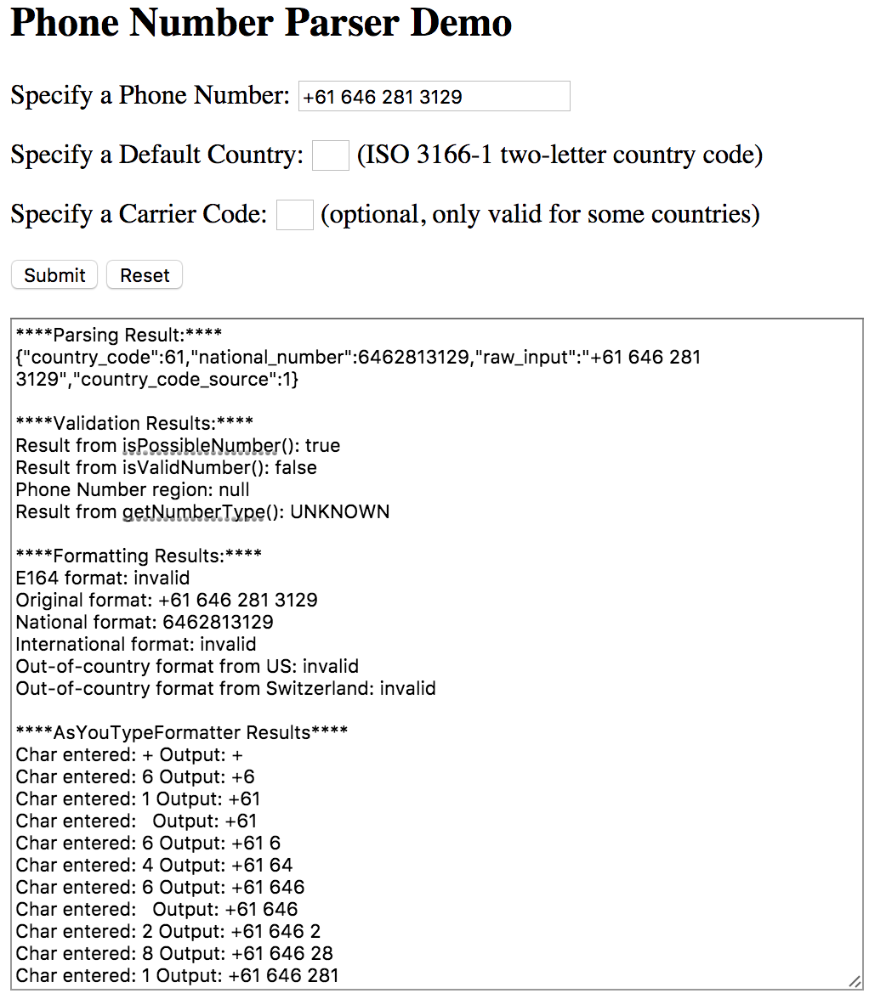 Phone Number Parser Demo
Specify a Phone Number: +61 646 281 3129
Specify a Default Country: (ISO 3166-1 two-letter country code)
Specify a Carrier Code: (optional, only valid for some countries)
Submit Reset
****Parsing Result:****
{"country_code":61,"national_number":6462813129,"raw_input":"+61 646 281
3129","country_code_source":1}
****Validation Results:****
Result from isPossibleNumber(): true
Result from isValidNumber(): false
Phone Number region: null
Result from getNumberType(): UNKNOWN
****Formatting Results:****
E164 format: invalid
Original format: +61 646 281 3129
National format: 6462813129
International format: invalid
Out-of-country format from US: invalid
Out-of-country format from Switzerland: invalid
****AsYouTypeFormatter Results****
Char entered: + Output: +
Char entered: 6 Output: +6
Char entered: 1 Output: +61
Char entered:   Output: +61
Char entered: 6 Output: +61 6
Char entered: 4 Output: +61 64
Char entered: 6 Output: +61 646
Char entered:   Output: +61 646
Char entered: 2 Output: +61 646 2
Char entered: 8 Output: +61 646 28
Char entered: 1 Output: +61 646 281